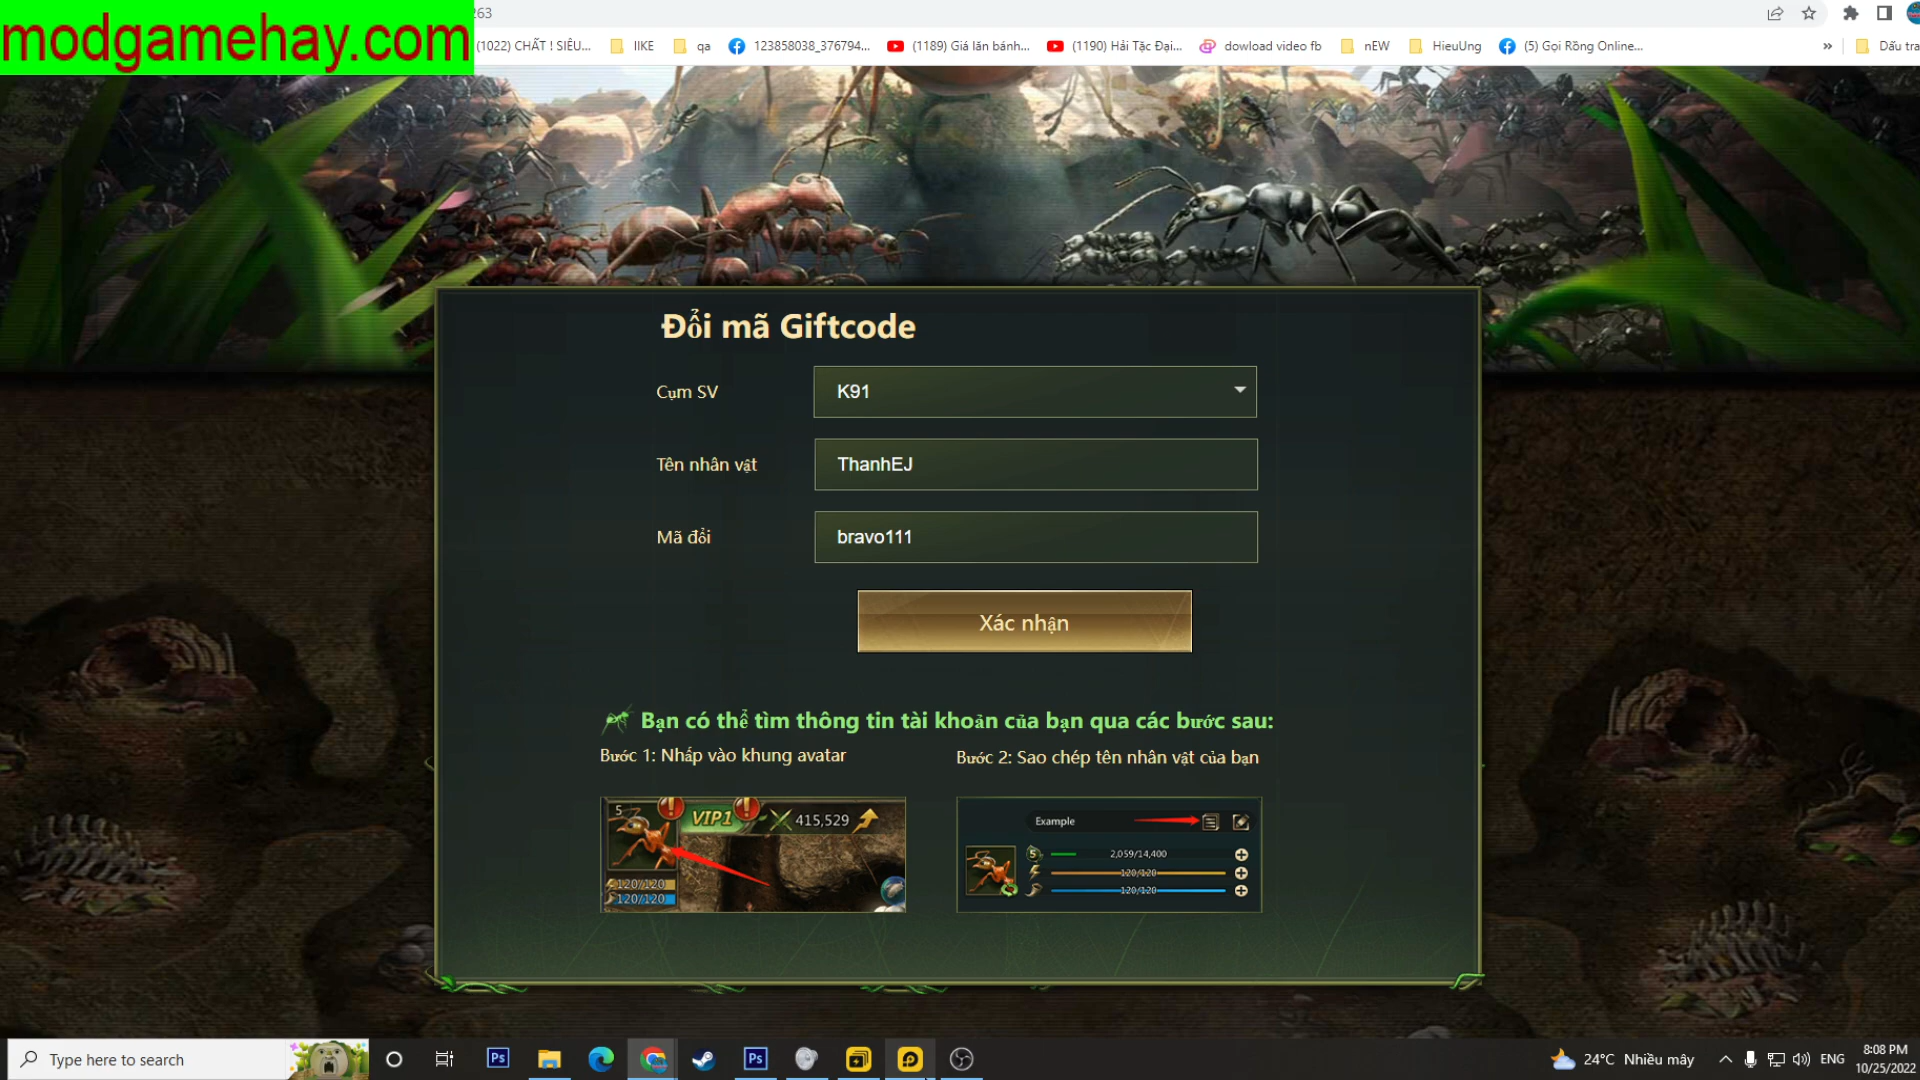 modgamehay.com
263
(1022) CHẤT ! SIÊU...
IIKE
qa
123858038_376794...
(1189) Giá lăn bánh...
(1190) Hải Tặc Đại...
dowload video fb
nEW
HieuUng
(5) Gọi Rồng Online...
»
Dấu tra
Đổi mã Giftcode
Cụm SV
K91
Tên nhân vật
ThanhEJ
Mã đổi
bravo111
Xác nhận
Bạn có thể tìm thông tin tài khoản của bạn qua các bước sau:
Bước 1: Nhấp vào khung avatar
Bước 2: Sao chép tên nhân vật của bạn
5
VIP1
415,529
120/120
120/120
Example
5
2,059/14,400
120/120
120/120
Type here to search
Ps
Ps
24°C Nhiều mây
ENG
8:08 PM
10/25/2022